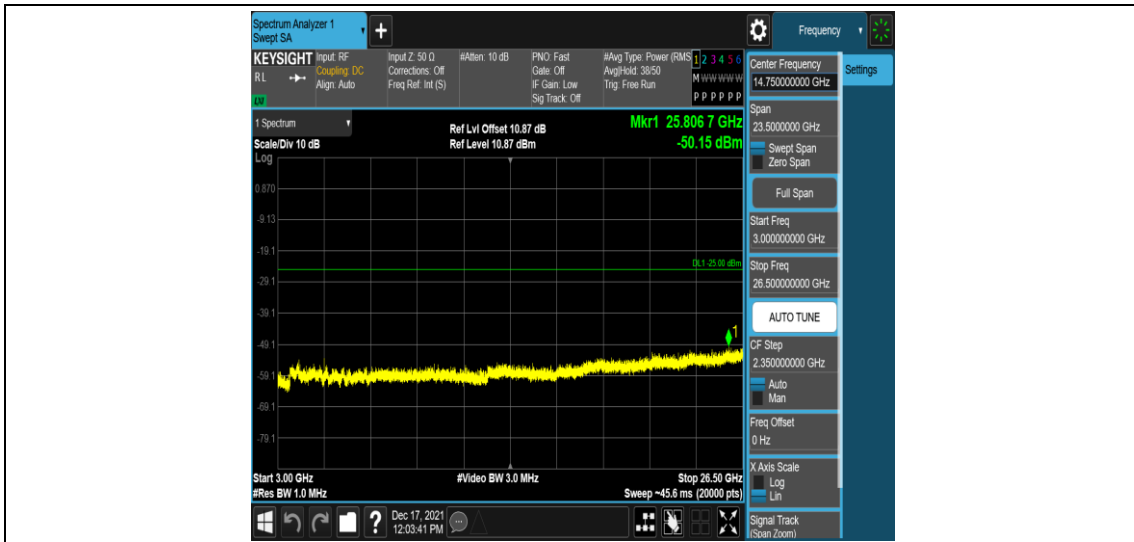 Spectrum Analyzer 1
Swept SA
+
Frequency
KEYSIGHT
RL
Input: RF
Coupling: DC
Align: Auto
Input Z: 50 Ω
Corrections: Off
Freq Ref: Int (S)
#Atten: 10 dB
PNO: Fast
Gate: Off
IF Gain: Low
Sig Track: Off
#Avg Type: Power (RMS
Avg|Hold: 38/50
Trig: Free Run
1 2 3 4 5 6
M W W W W W
P P P P P P
LXI
1 Spectrum
Scale/Div 10 dB
Log
Ref Lvl Offset 10.87 dB
Ref Level 10.87 dBm
Mkr1 25.806 7 GHz
-50.15 dBm
0.870
-9.13
-19.1
DL1 -25.00 dBm
-29.1
-39.1
1
-49.1
-59.1
-69.1
-79.1
Start 3.00 GHz
#Res BW 1.0 MHz
#Video BW 3.0 MHz
Stop 26.50 GHz
Sweep ~45.6 ms (20000 pts)
?
Dec 17, 2021
12:03:41 PM
Center Frequency
14.750000000 GHz
Settings
Span
23.5000000 GHz
Swept Span
Zero Span
Full Span
Start Freq
3.000000000 GHz
Stop Freq
26.500000000 GHz
AUTO TUNE
CF Step
2.350000000 GHz
Auto
Man
Freq Offset
0 Hz
X Axis Scale
Log
Lin
Signal Track
(Span Zoom)